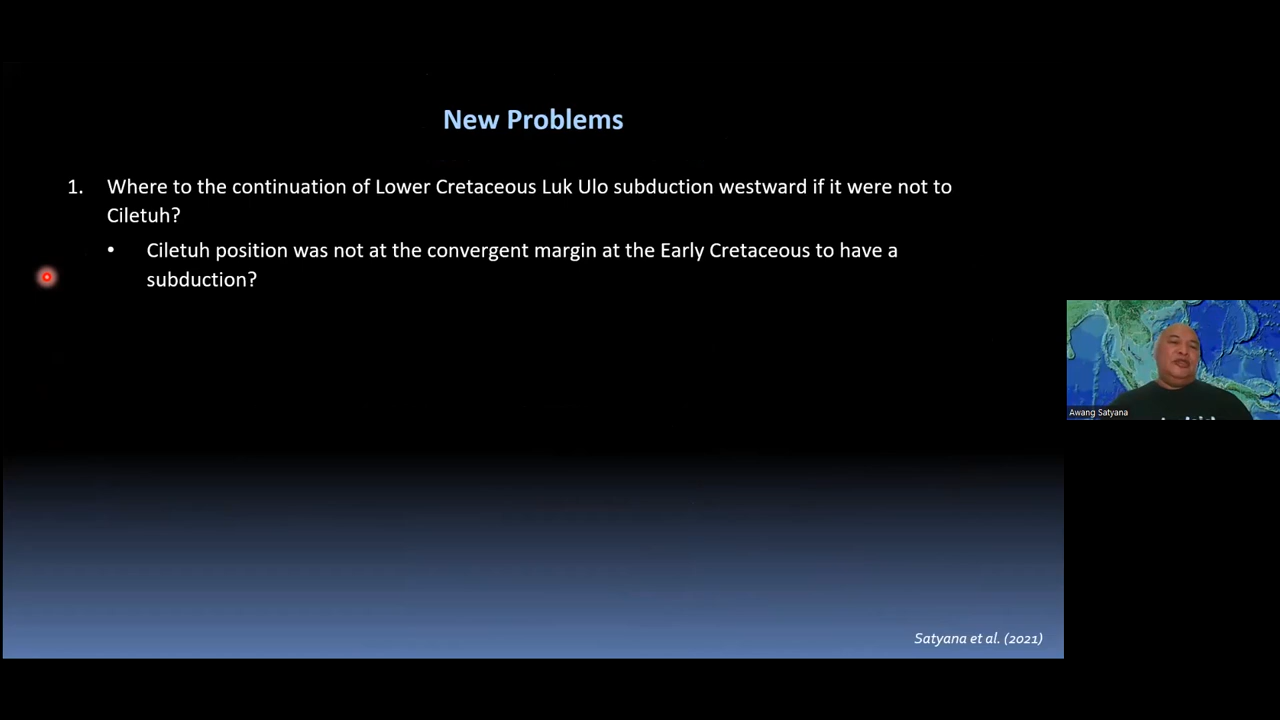 New Problems
1. Where to the continuation of Lower Cretaceous Luk Ulo subduction westward if it were not to
Ciletuh?
• Ciletuh position was not at the convergent margin at the Early Cretaceous to have a
subduction?
Awang Satyana
Satyana et al. (2021)